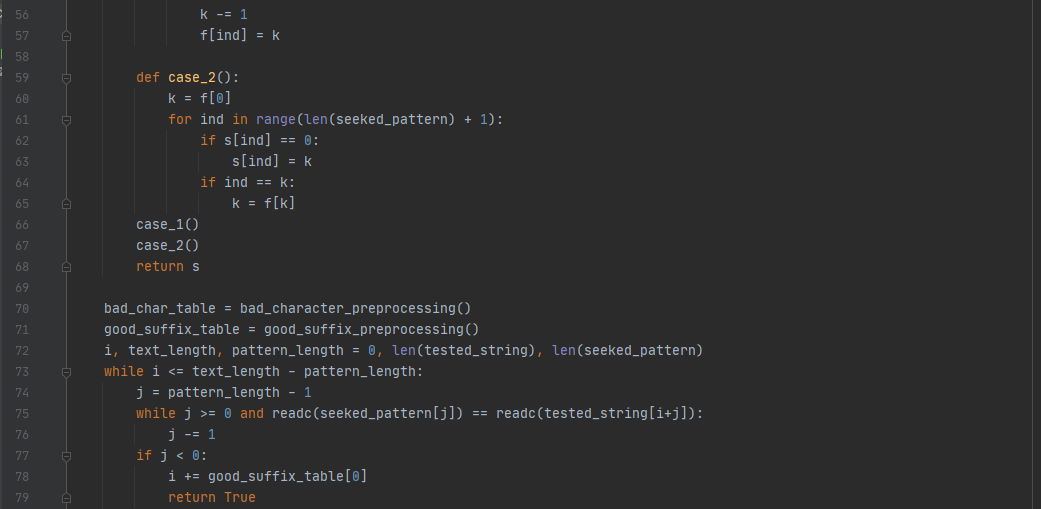 56 k -= 1
57 f[ind] = k
58
59 def case_2():
60 k = f[0]
61 for ind in range(len(seeked_pattern) + 1):
62 if s[ind] == 0:
63 s[ind] = k
64 if ind == k:
65 k = f[k]
66 case_1()
67 case_2()
68 return s
69
70 bad_char_table = bad_character_preprocessing()
71 good_suffix_table = good_suffix_preprocessing()
72 i, text_length, pattern_length = 0, len(tested_string), len(seeked_pattern)
73 while i <= text_length - pattern_length:
74 j = pattern_length - 1
75 while j >= 0 and readc(seeked_pattern[j]) == readc(tested_string[i+j]):
76 j -= 1
77 if j < 0:
78 i += good_suffix_table[0]
79 return True